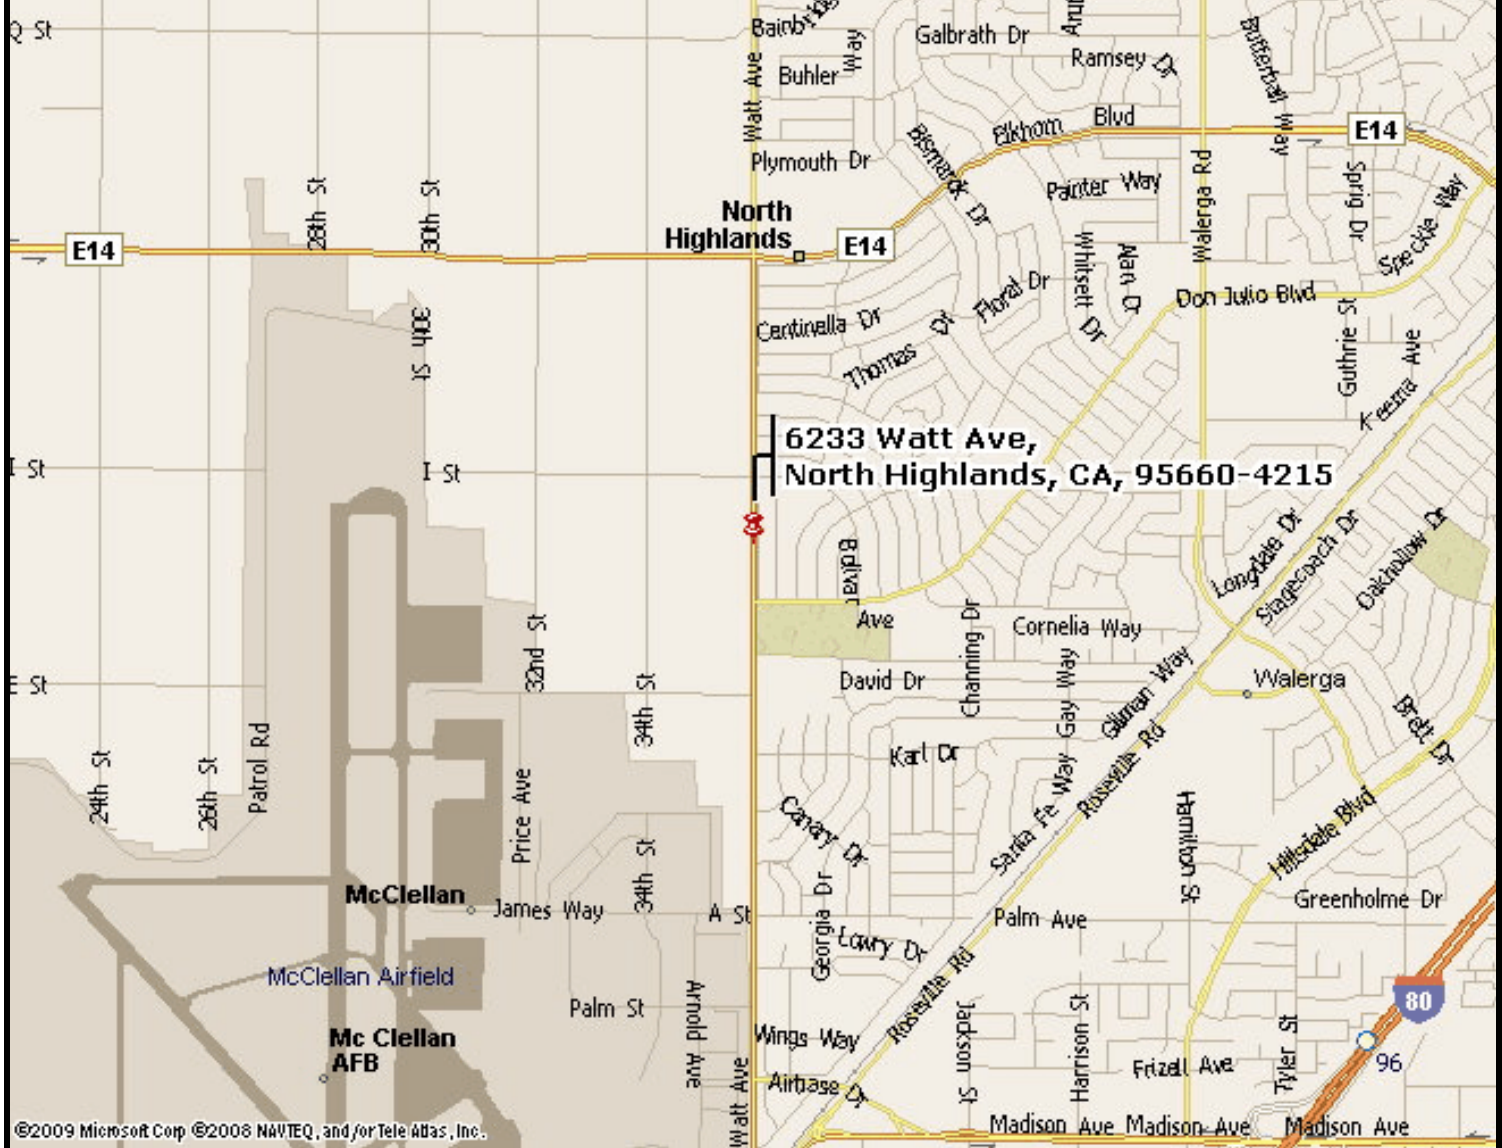 Q St
Bainbridge
Galbrath Dr
Way
Buhler
Ramsey Dr
Butterball Way
Watt Ave
Elkhorn Blvd
E14
Plymouth Dr
Bismarck Dr
Painter Way
Walerga Rd
Sprig Dr
Speckle Way
28th St
30th St
North
Highlands
E14
E14
Whitsett Dr
Alan Dr
Floral Dr
Don Julio Blvd
30th St
Centinella Dr
Thomas Dr
Guthrie St
Ave
Keema
6233 Watt Ave,
North Highlands, CA, 95660-4215
I St
I St
Longdale Dr
Stagecoach Dr
Oakhollow Dr
Bolivar
Ave
Channing Dr
Cornelia Way
32nd St
E St
34th St
David Dr
Gay Way
Gilman Way
Walerga
Brett Dr
Patrol Rd
24th St
26th St
Price Ave
Karl Dr
Santa Fe Way
Roseville Rd
Hamilton St
Hillsdale Blvd
Canary Dr
34th St
McClellan
James Way
A St
Georgia Dr
Palm Ave
Greenholme Dr
Lowry Dr
McClellan Airfield
Roseville Rd
80
Palm St
Arnold Ave
Jackson St
Harrison St
Tyler St
Mc Clellan
AFB
Wings Way
Frizell Ave
96
Watt Ave
Airbase Dr
Madison Ave
Madison Ave
Madison Ave
©2009 Microsoft Corp ©2008 NAVTEQ, and/or Tele Atlas, Inc.